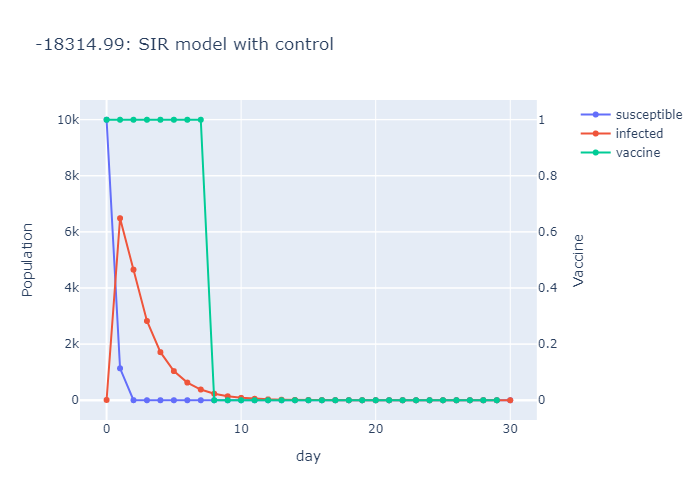 -18314.99: SIR model with control
susceptible
infected
vaccine
10k
8k
6k
4k
2k
0
Population
1
0.8
0.6
0.4
0.2
0
Vaccine
0
10
20
30
day